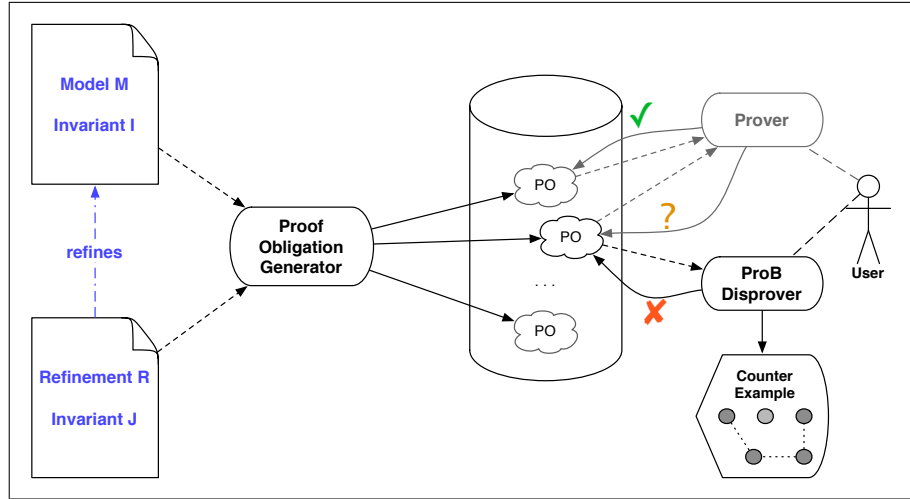 Model M
Invariant I
refines
Refinement R
Invariant J
Proof
Obligation
Generator
PO
PO
...
PO
✓
Prover
?
User
ProB
Disprover
✘
Counter
Example